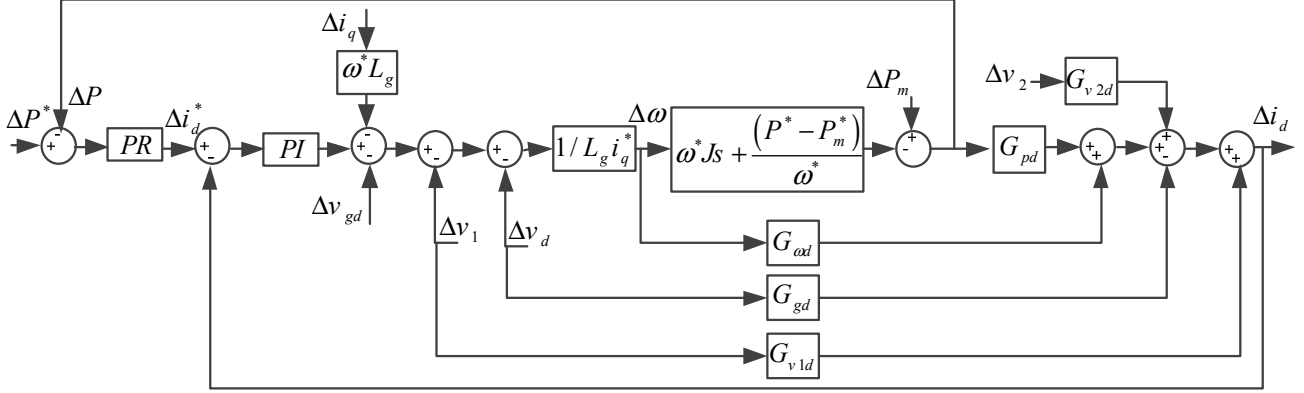 Δi_q
ω*L_g
ΔP
ΔP*
-
+
PR
Δi_d*
+
-
PI
-
+
-
Δv_gd
+
-
Δv_1
+
-
Δv_d
1/L_g i_q*
Δω
ω*Js + (P* - P_m*) / ω*
ΔP_m
+
-
G_pd
+
+
Δv_2
G_v2d
+
+
-
+
+
Δi_d
G_ωd
G_gd
G_v1d